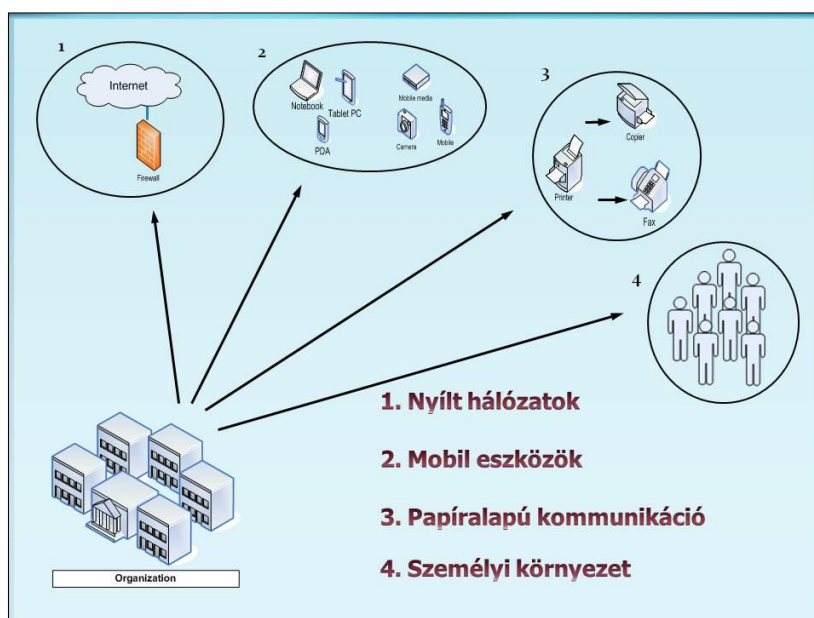 1
Internet
Firewall
2
Notebook
Tablet PC
PDA
Mobile media
Camera
Mobile
3
Copier
Printer
Fax
4
1. Nyílt hálózatok
2. Mobil eszközök
3. Papíralapú kommunikáció
4. Személyi környezet
Organization